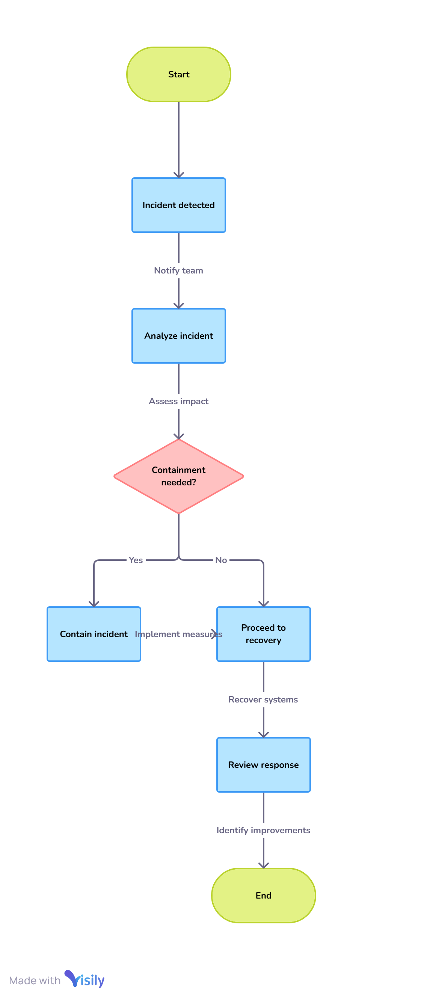 Start
Incident detected
Notify team
Analyze incident
Assess impact
Containment
needed?
Yes
No
Contain incident
Implement measures
Proceed to
recovery
Recover systems
Review response
Identify improvements
End
Made with Visily